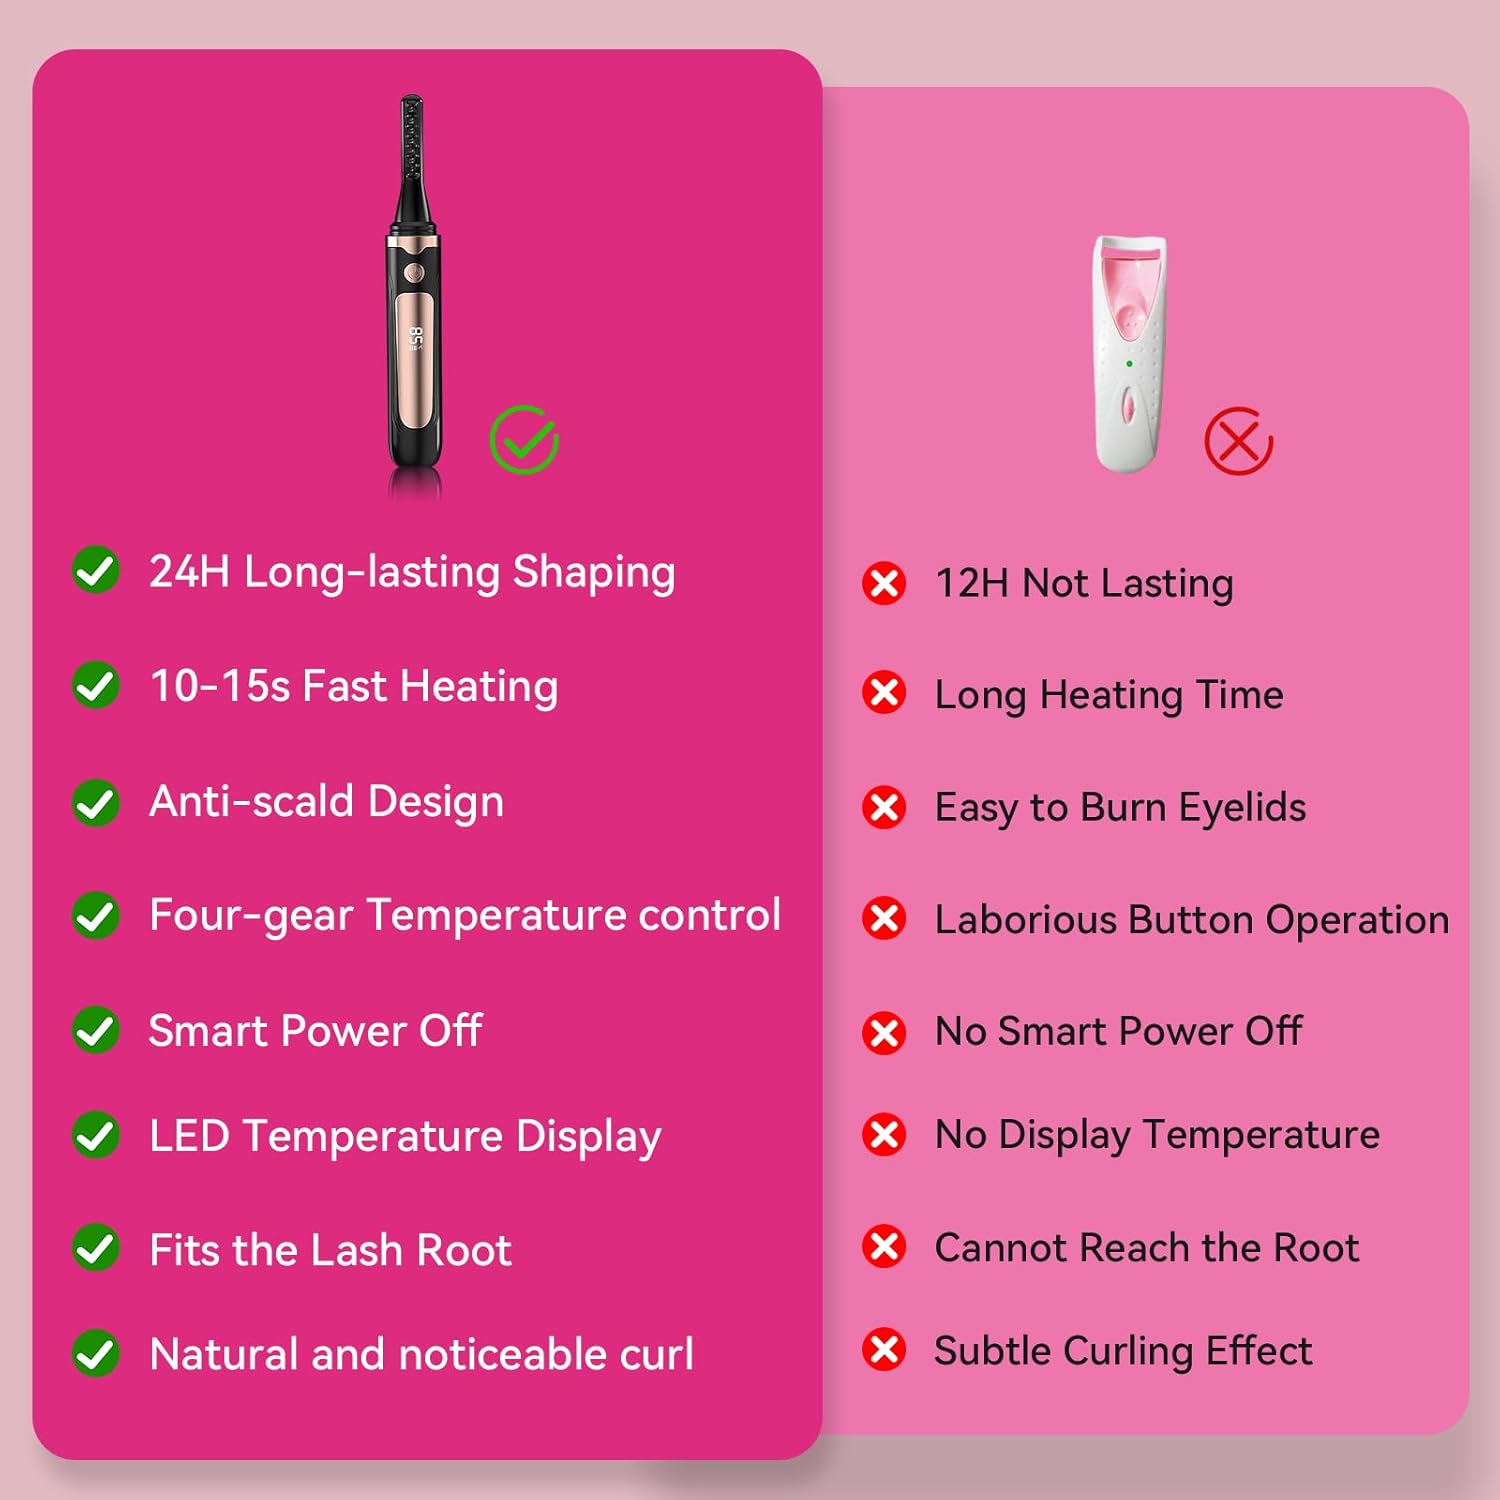 85
24H Long-lasting Shaping
10-15s Fast Heating
Anti-scald Design
Four-gear Temperature control
Smart Power Off
LED Temperature Display
Fits the Lash Root
Natural and noticeable curl
12H Not Lasting
Long Heating Time
Easy to Burn Eyelids
Laborious Button Operation
No Smart Power Off
No Display Temperature
Cannot Reach the Root
Subtle Curling Effect